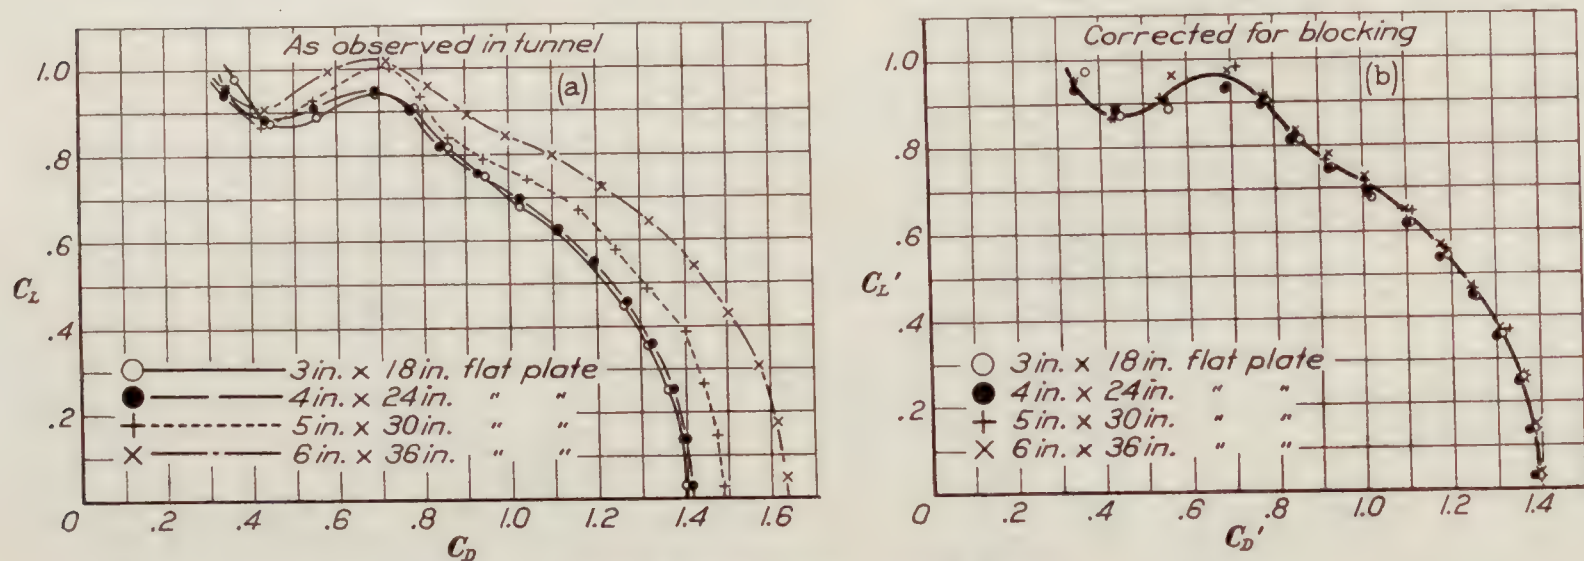 As observed in tunnel
(a)
1.0
.8
.6
C_L
.4
.2
3 in. x 18 in. flat plate
4 in. x 24 in. " "
5 in. x 30 in. " "
6 in. x 36 in. " "
0 .2 .4 .6 .8 1.0 1.2 1.4 1.6
C_D
Corrected for blocking
(b)
1.0
.8
.6
C_L'
.4
.2
3 in. x 18 in. flat plate
4 in. x 24 in. " "
5 in. x 30 in. " "
6 in. x 36 in. " "
0 .2 .4 .6 .8 1.0 1.2 1.4
C_D'